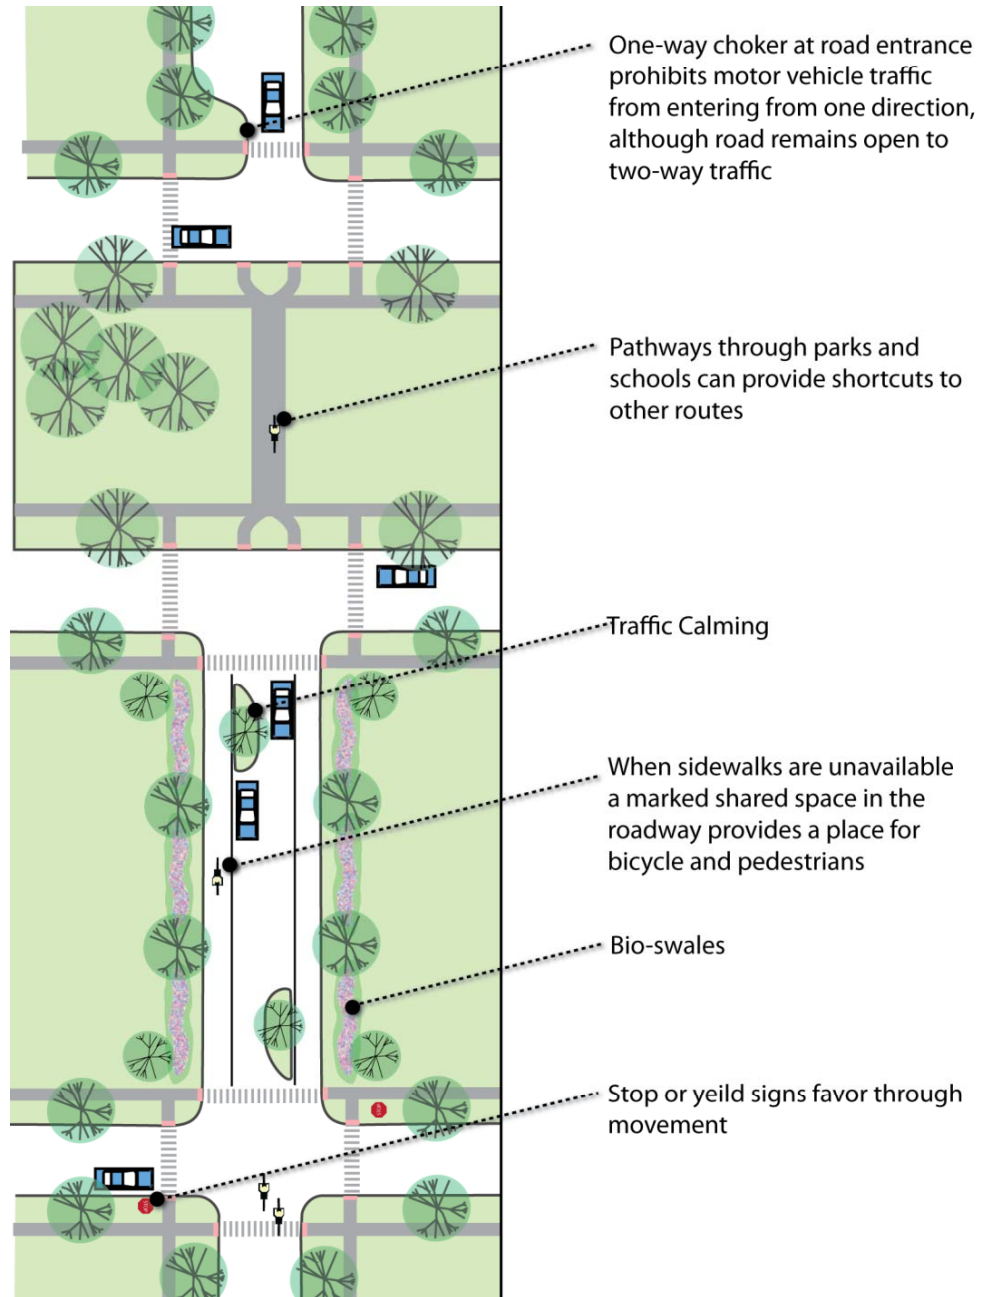 One-way choker at road entrance
prohibits motor vehicle traffic
from entering from one direction,
although road remains open to
two-way traffic
Pathways through parks and
schools can provide shortcuts to
other routes
Traffic Calming
When sidewalks are unavailable
a marked shared space in the
roadway provides a place for
bicycle and pedestrians
Bio-swales
Stop or yeild signs favor through
movement
STOP
STOP